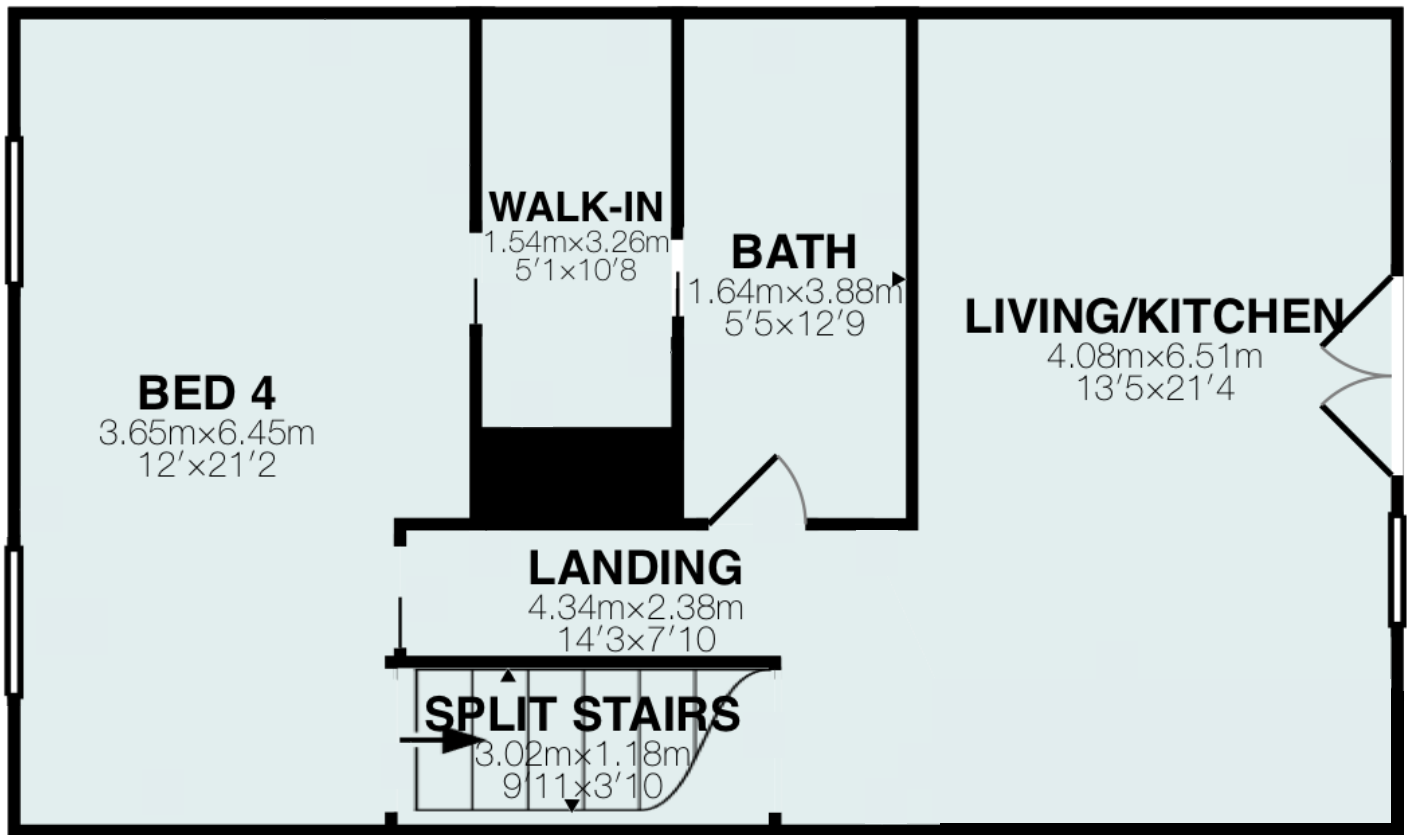 WALK-IN
1.54m×3.26m
5'1×10'8
BATH
1.64m×3.88m
5'5×12'9
LIVING/KITCHEN
4.08m×6.51m
13'5×21'4
BED 4
3.65m×6.45m
12'×21'2
LANDING
4.34m×2.38m
14'3×7'10
SPLIT STAIRS
3.02m×1.18m
9'11×3'10